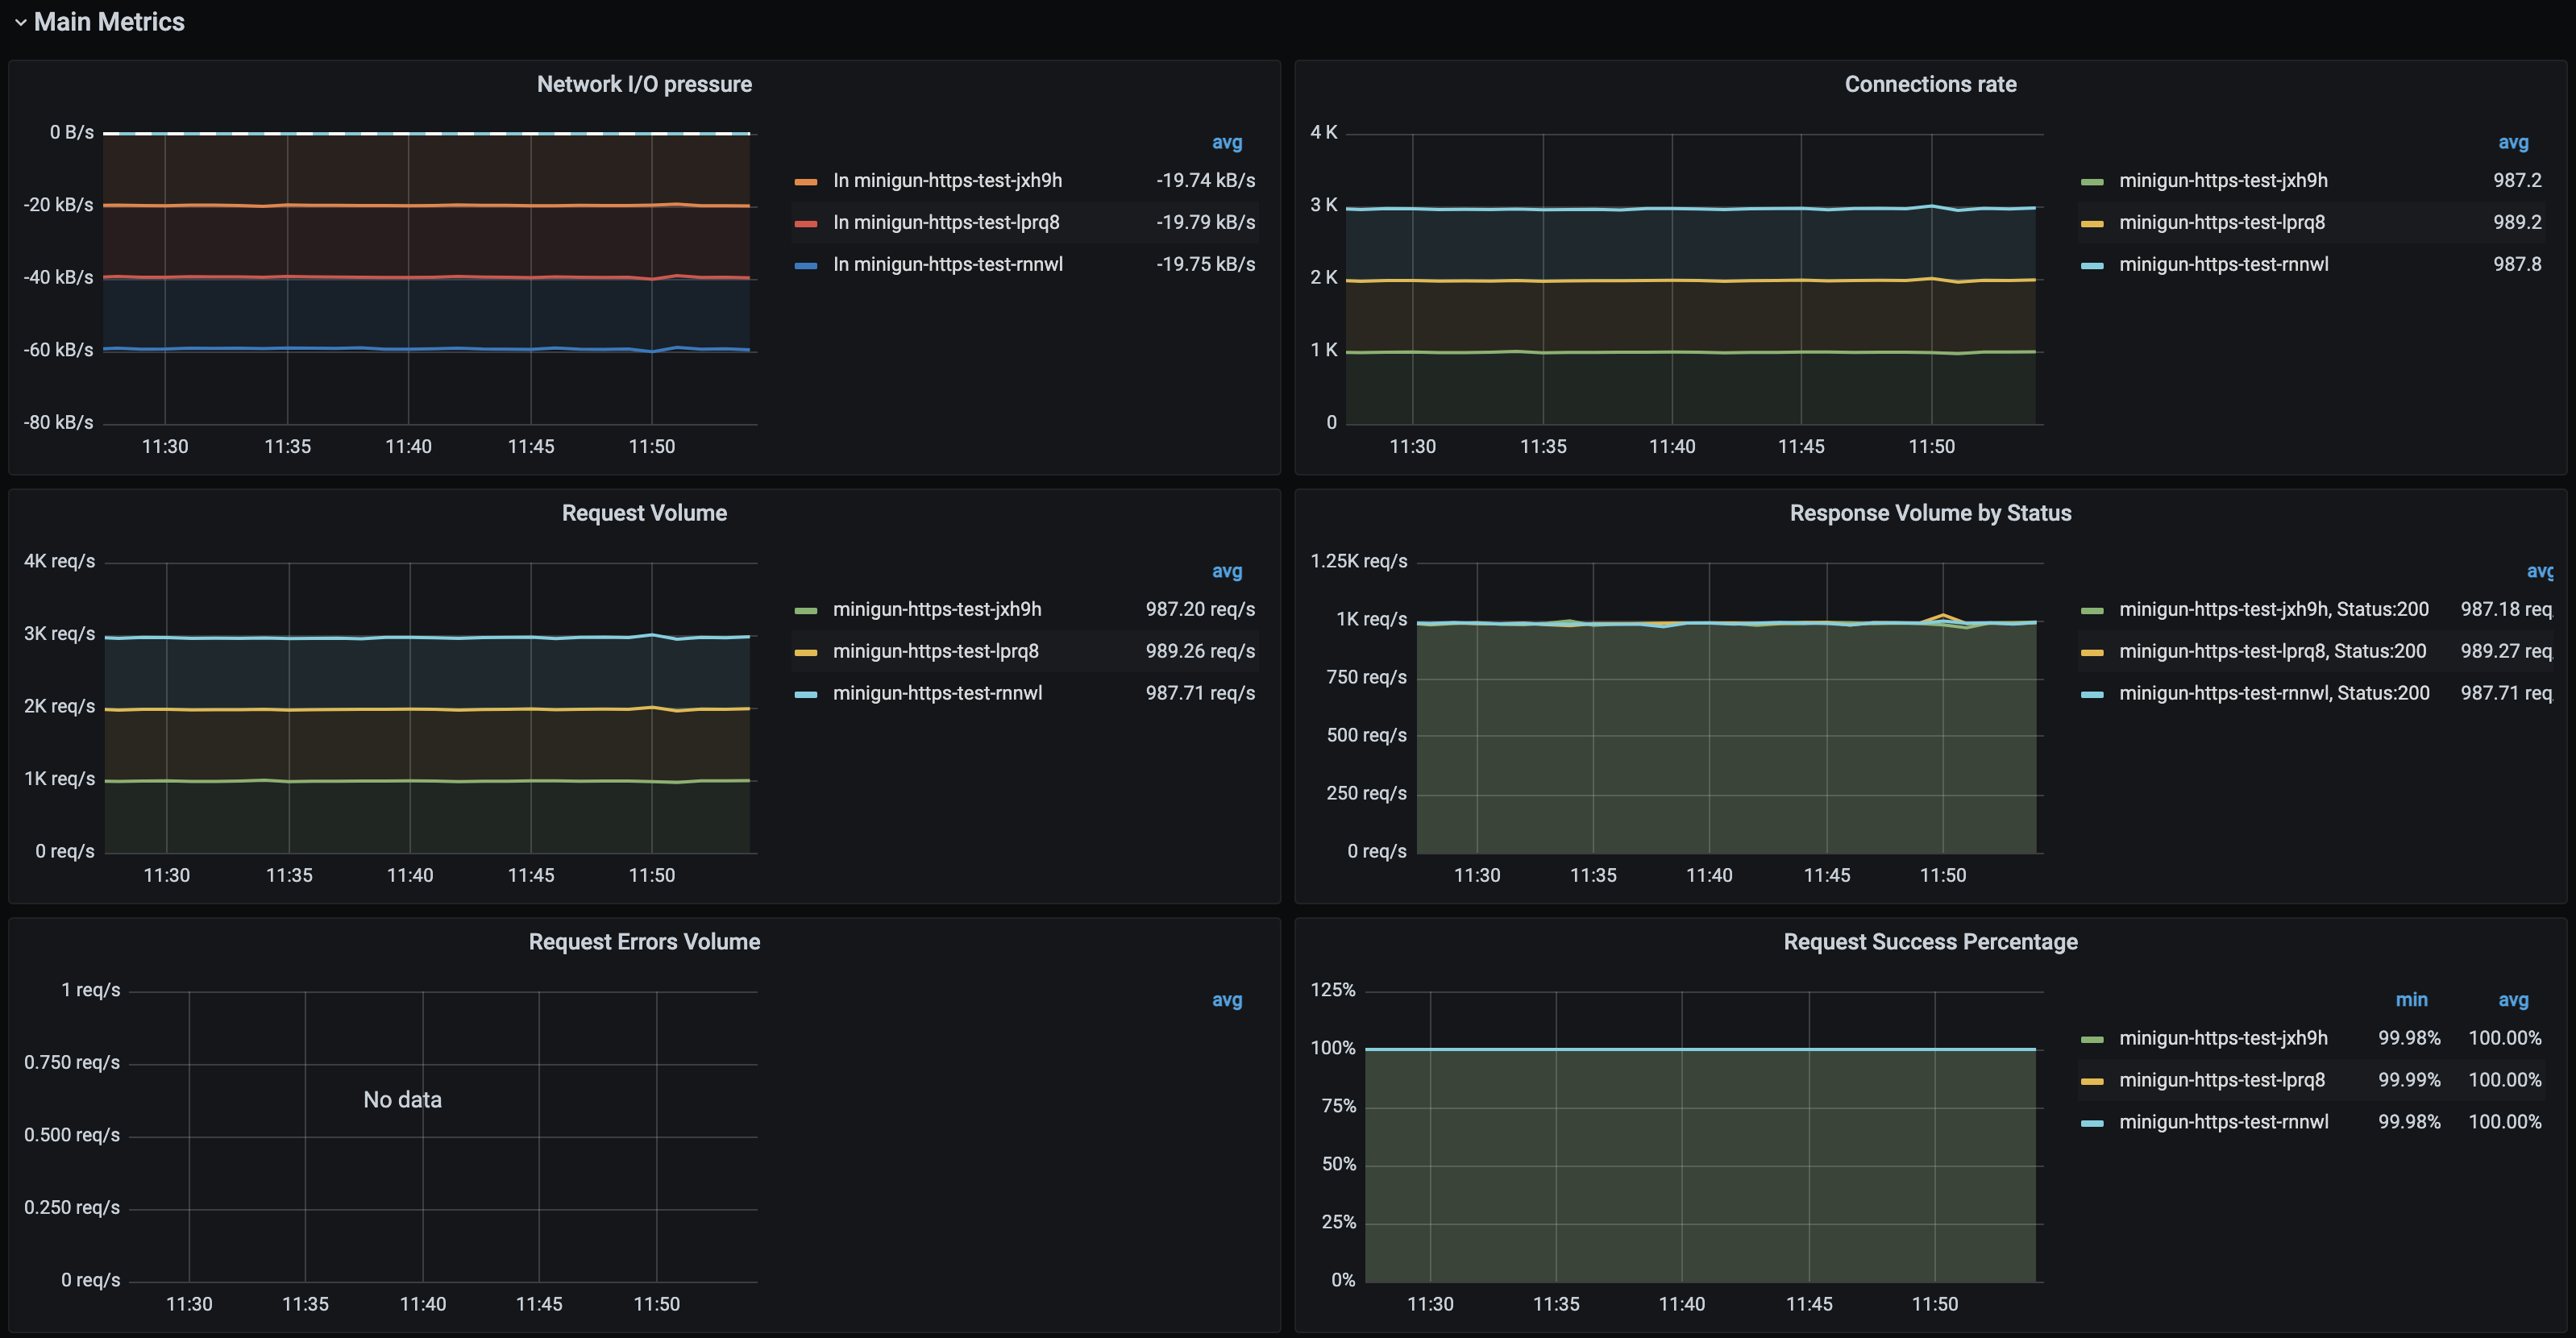 Main Metrics
Network I/O pressure
0 B/s
-20 kB/s
-40 kB/s
-60 kB/s
-80 kB/s
11:30 11:35 11:40 11:45 11:50
avg
In minigun-https-test-jxh9h -19.74 kB/s
In minigun-https-test-lprq8 -19.79 kB/s
In minigun-https-test-rnnwl -19.75 kB/s
Connections rate
4 K
3 K
2 K
1 K
0
11:30 11:35 11:40 11:45 11:50
avg
minigun-https-test-jxh9h 987.2
minigun-https-test-lprq8 989.2
minigun-https-test-rnnwl 987.8
Request Volume
4K req/s
3K req/s
2K req/s
1K req/s
0 req/s
11:30 11:35 11:40 11:45 11:50
avg
minigun-https-test-jxh9h 987.20 req/s
minigun-https-test-lprq8 989.26 req/s
minigun-https-test-rnnwl 987.71 req/s
Response Volume by Status
1.25K req/s
1K req/s
750 req/s
500 req/s
250 req/s
0 req/s
11:30 11:35 11:40 11:45 11:50
avg
minigun-https-test-jxh9h, Status:200 987.18 req
minigun-https-test-lprq8, Status:200 989.27 req
minigun-https-test-rnnwl, Status:200 987.71 req
Request Errors Volume
1 req/s
0.750 req/s
0.500 req/s
0.250 req/s
0 req/s
No data
11:30 11:35 11:40 11:45 11:50
avg
Request Success Percentage
125%
100%
75%
50%
25%
0%
11:30 11:35 11:40 11:45 11:50
min avg
minigun-https-test-jxh9h 99.98% 100.00%
minigun-https-test-lprq8 99.99% 100.00%
minigun-https-test-rnnwl 99.98% 100.00%